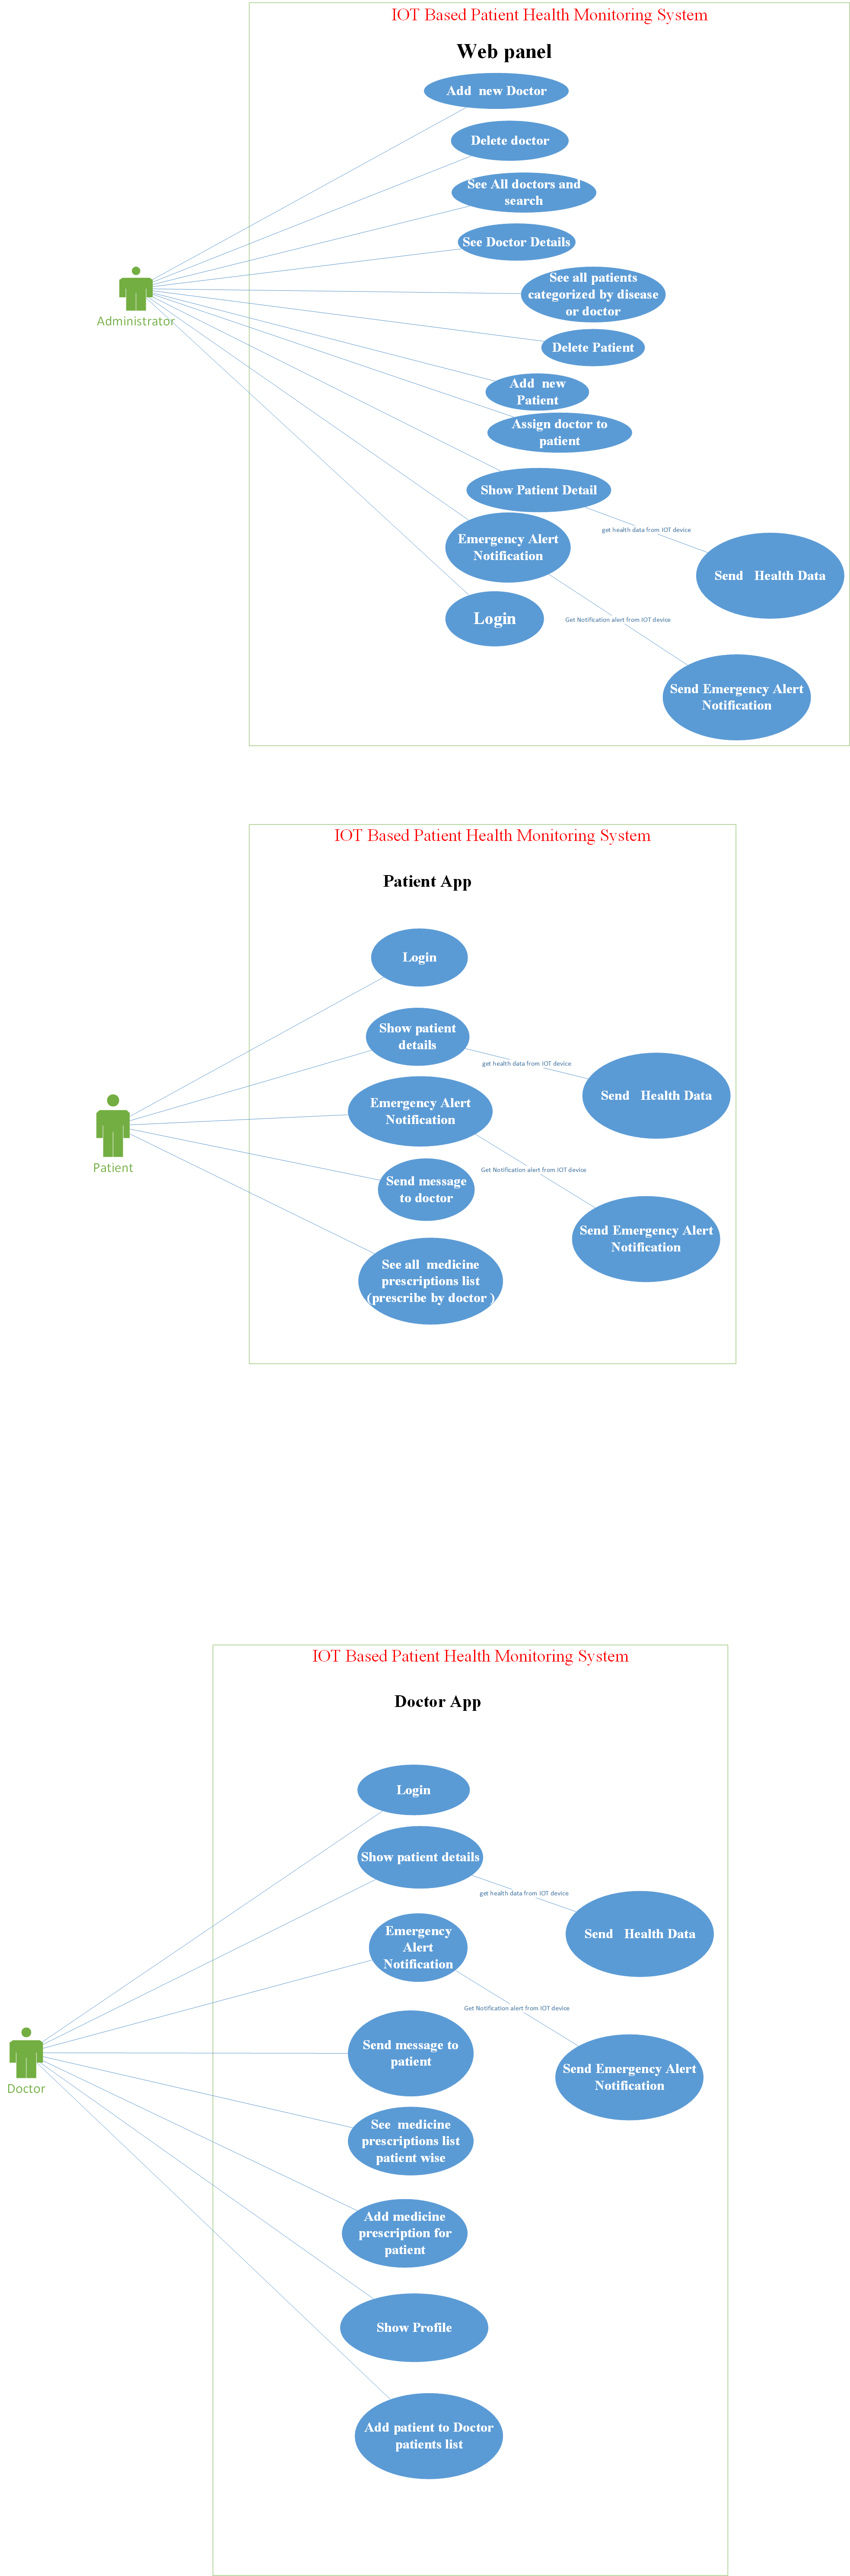 IOT Based Patient Health Monitoring System
Web panel
Add new Doctor
Delete doctor
See All doctors and
search
See Doctor Details
See all patients
categorized by disease
or doctor
Administrator
Delete Patient
Add new
Patient
Assign doctor to
patient
Show Patient Detail
get health data from IOT device
Emergency Alert
Notification
Send Health Data
Login
Get Notification alert from IOT device
Send Emergency Alert
Notification
IOT Based Patient Health Monitoring System
Patient App
Login
Show patient
details
get health data from IOT device
Send Health Data
Emergency Alert
Notification
Patient
Get Notification alert from IOT device
Send message
to doctor
Send Emergency Alert
Notification
See all medicine
prescriptions list
(prescribe by doctor )
IOT Based Patient Health Monitoring System
Doctor App
Login
Show patient details
get health data from IOT device
Send Health Data
Emergency
Alert
Notification
Get Notification alert from IOT device
Send message to
patient
Send Emergency Alert
Notification
Doctor
See medicine
prescriptions list
patient wise
Add medicine
prescription for
patient
Show Profile
Add patient to Doctor
patients list